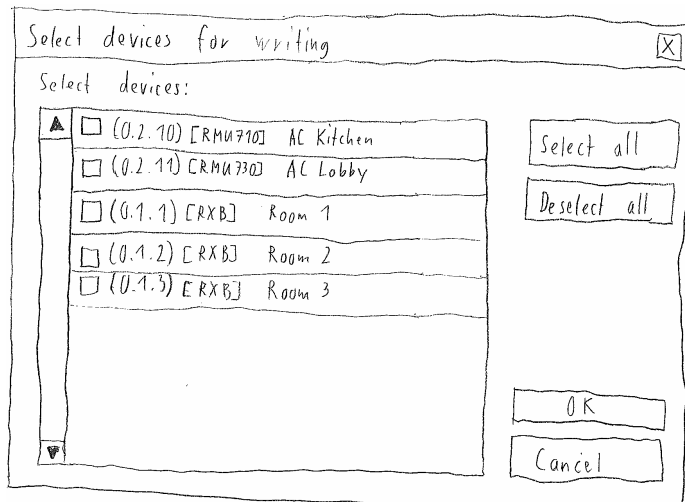 Select devices for writing
X
Select devices:
(0.2.10) [RMU710] AC Kitchen
(0.2.11) [RMU730] AC Lobby
(0.1.1) [RXB] Room 1
(0.1.2) [RXB] Room 2
(0.1.3) [RXB] Room 3
Select all
Deselect all
OK
Cancel